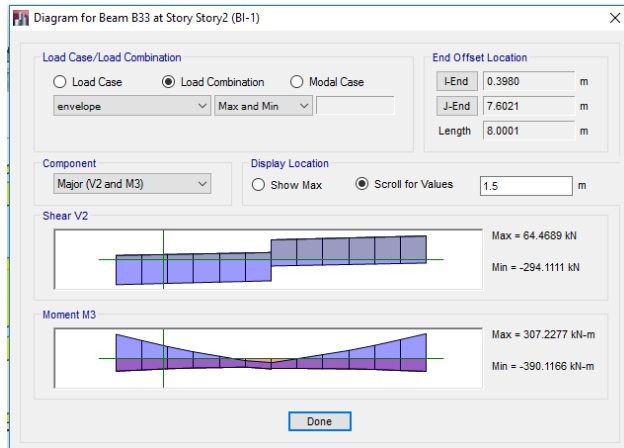 Diagram for Beam B33 at Story Story2 (BI-1)
Load Case/Load Combination
Load Case
Load Combination
Modal Case
envelope
Max and Min
End Offset Location
I-End
0.3980
m
J-End
7.6021
m
Length
8.0001
m
Component
Major (V2 and M3)
Display Location
Show Max
Scroll for Values
1.5
m
Shear V2
Max = 64.4689 kN
Min = -294.1111 kN
Moment M3
Max = 307.2277 kN-m
Min = -390.1166 kN-m
Done